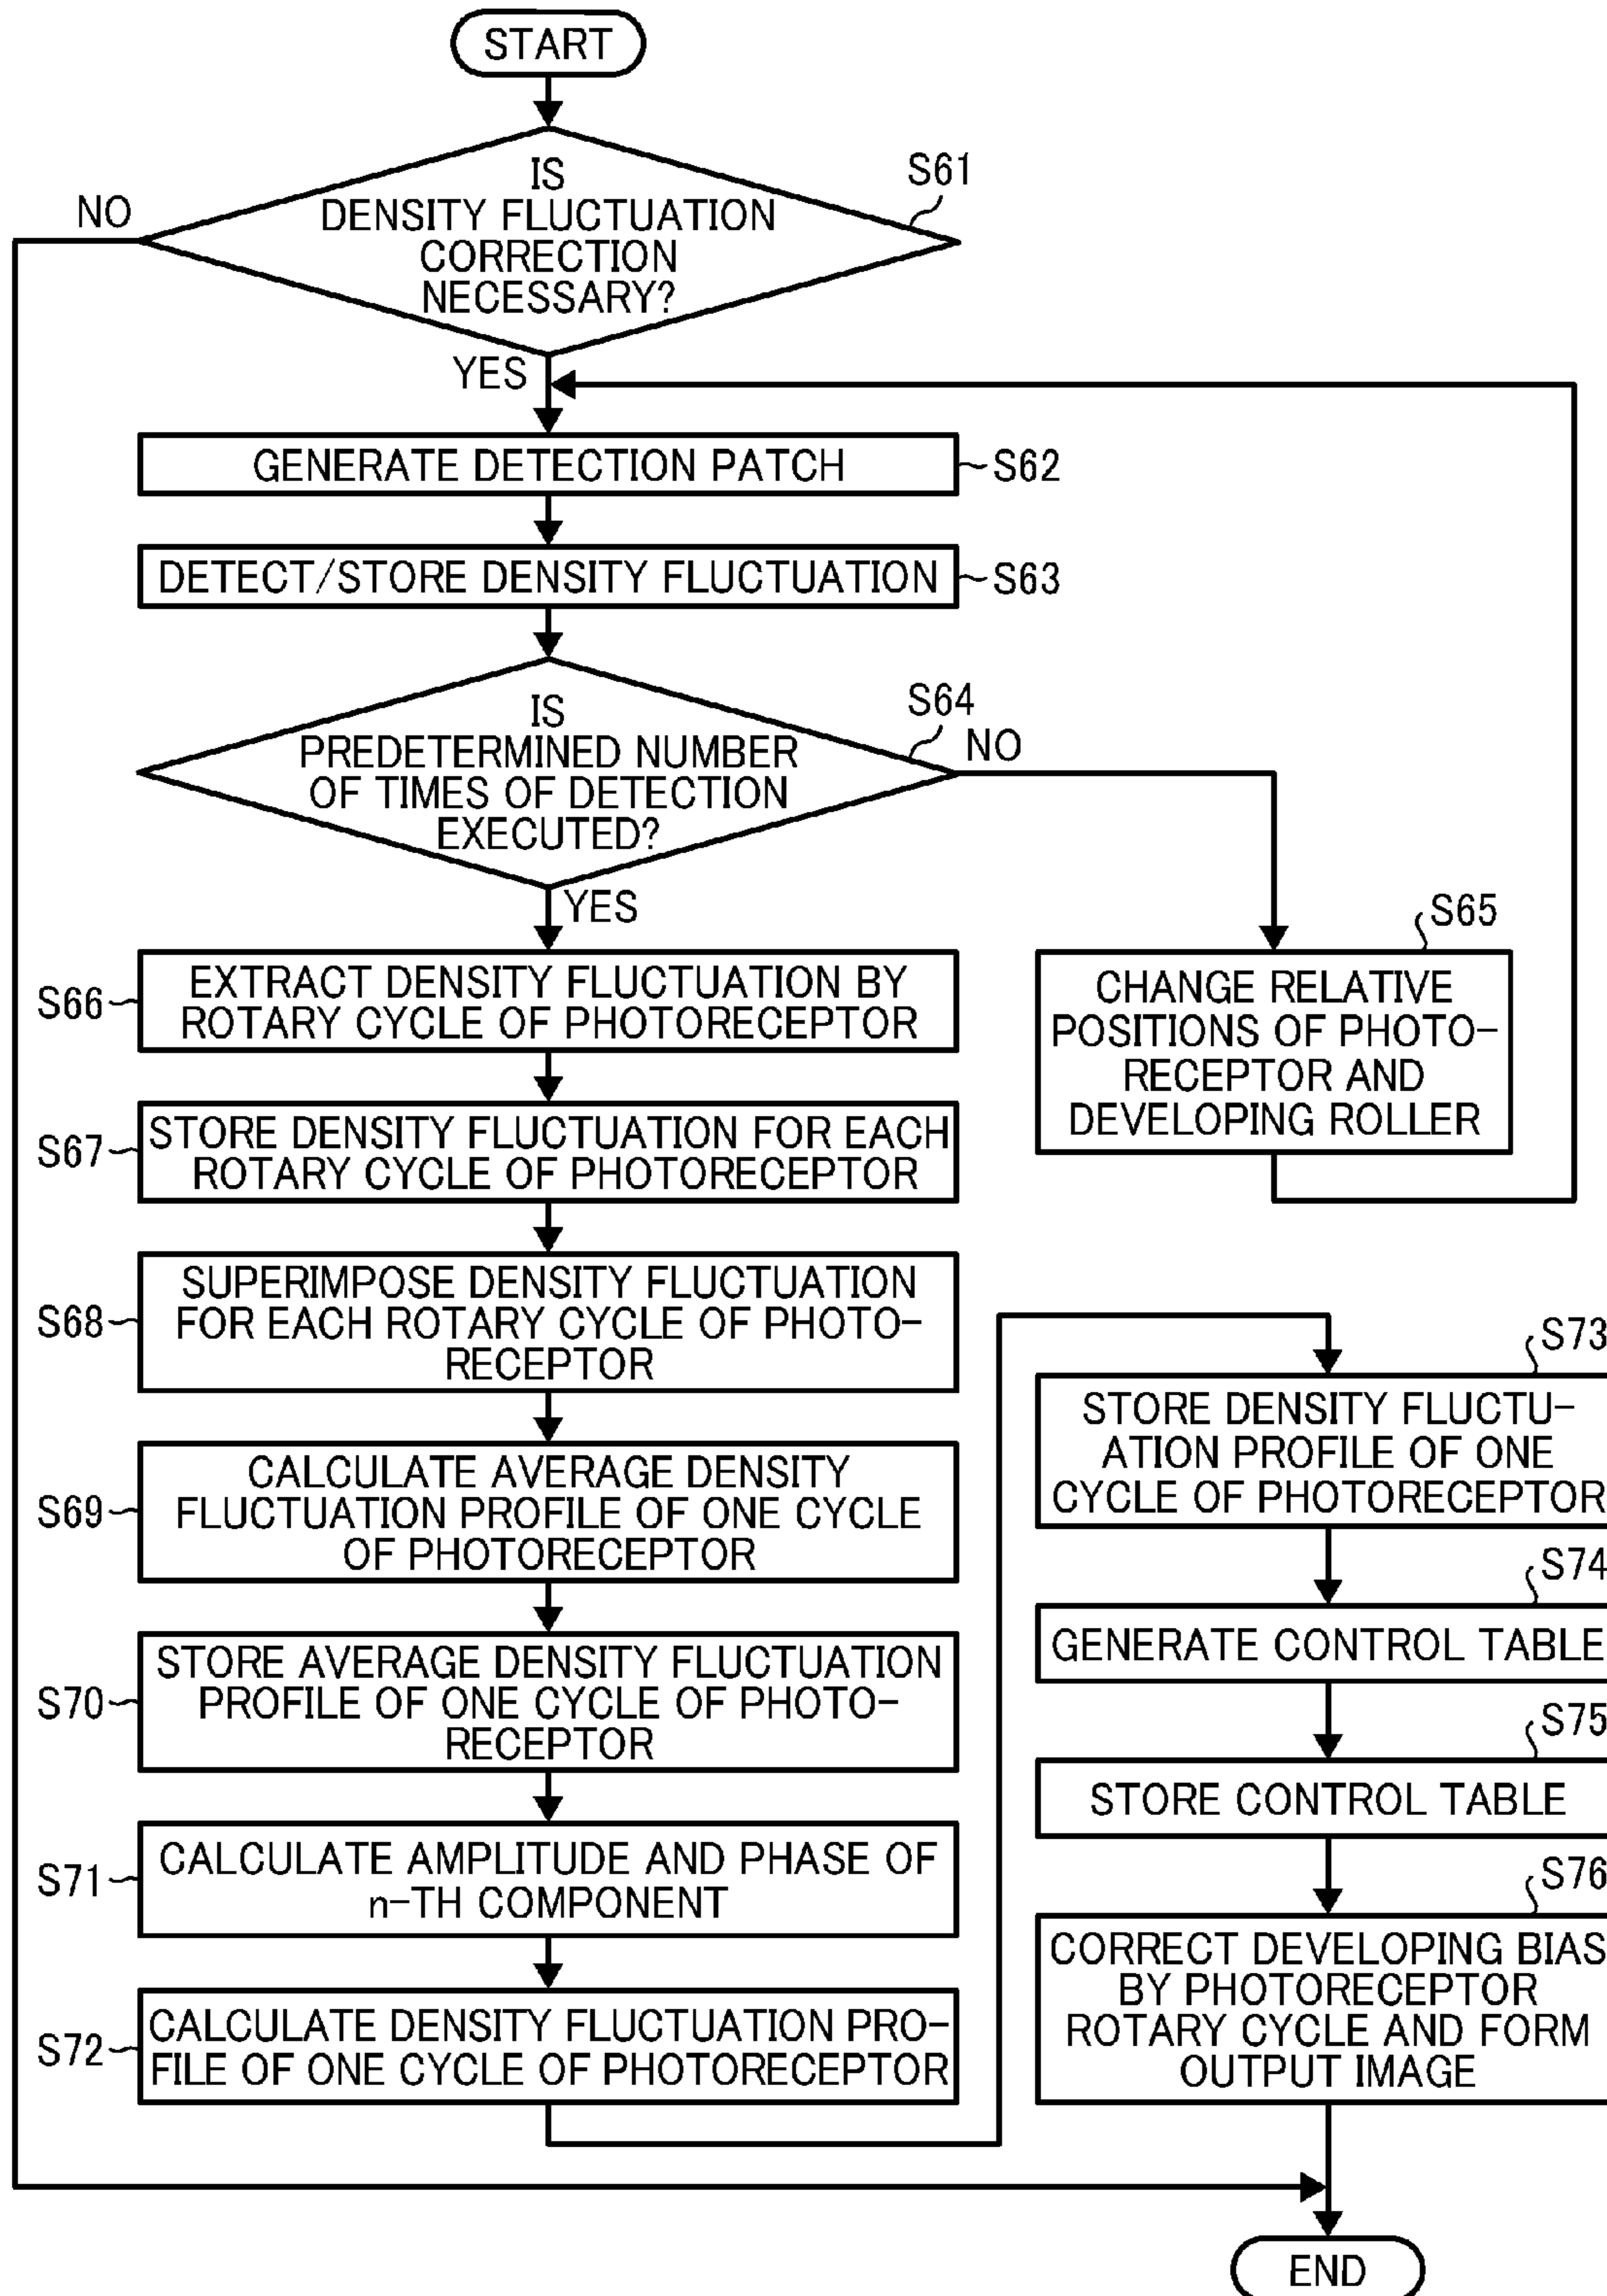 START
IS
DENSITY FLUCTUATION
CORRECTION
NECESSARY?
S61
NO
YES
GENERATE DETECTION PATCH
S62
DETECT/STORE DENSITY FLUCTUATION
S63
IS
PREDETERMINED NUMBER
OF TIMES OF DETECTION
EXECUTED?
S64
NO
YES
S65
CHANGE RELATIVE
POSITIONS OF PHOTO-
RECEPTOR AND
DEVELOPING ROLLER
S66
EXTRACT DENSITY FLUCTUATION BY
ROTARY CYCLE OF PHOTORECEPTOR
S67
STORE DENSITY FLUCTUATION FOR EACH
ROTARY CYCLE OF PHOTORECEPTOR
S68
SUPERIMPOSE DENSITY FLUCTUATION
FOR EACH ROTARY CYCLE OF PHOTO-
RECEPTOR
S69
CALCULATE AVERAGE DENSITY
FLUCTUATION PROFILE OF ONE CYCLE
OF PHOTORECEPTOR
S70
STORE AVERAGE DENSITY FLUCTUATION
PROFILE OF ONE CYCLE OF PHOTO-
RECEPTOR
S71
CALCULATE AMPLITUDE AND PHASE OF
n-TH COMPONENT
S72
CALCULATE DENSITY FLUCTUATION PRO-
FILE OF ONE CYCLE OF PHOTORECEPTOR
S73
STORE DENSITY FLUCTU-
ATION PROFILE OF ONE
CYCLE OF PHOTORECEPTOR
S74
GENERATE CONTROL TABLE
S75
STORE CONTROL TABLE
S76
CORRECT DEVELOPING BIAS
BY PHOTORECEPTOR
ROTARY CYCLE AND FORM
OUTPUT IMAGE
END